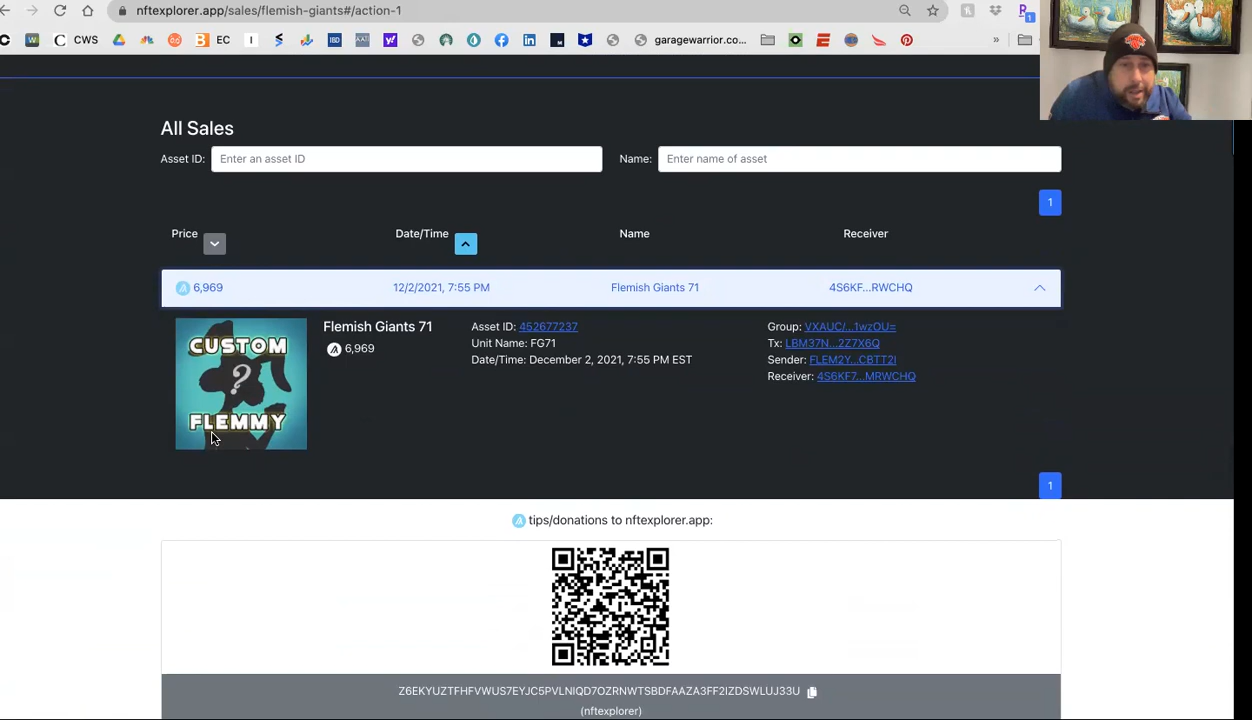 nftexplorer.app/sales/flemish-giants#/action-1
CWS
EC
IBD
garagewarrior.co...
»
All Sales
Asset ID: Enter an asset ID Name: Enter name of asset
1
Price Date/Time Name Receiver
6,969 12/2/2021, 7:55 PM Flemish Giants 71 4S6KF...RWCHQ
CUSTOM
?
FLEMMY
Flemish Giants 71
6,969
Asset ID: 452677237
Unit Name: FG71
Date/Time: December 2, 2021, 7:55 PM EST
Group: VXAUC/...1wzOU=
Tx: LBM37N...2Z7X6Q
Sender: FLEM2Y...CBTT2I
Receiver: 4S6KF7...MRWCHQ
1
tips/donations to nftexplorer.app:
Z6EKYUZTFHFVWUS7EYJC5PVLNIQD7OZRNWTSBDFAAZA3FF2IZDSWLUJ33U
(nftexplorer)